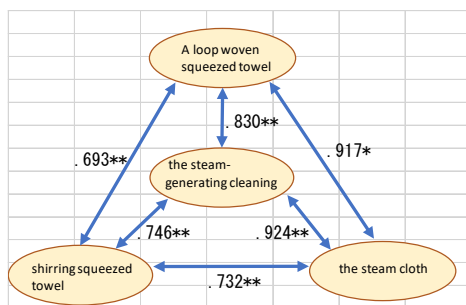 A loop woven
squeezed towel
.830**
.693**
.917*
the steam-
generating cleaning
.746**
.924**
shirring squeezed
towel
.732**
the steam cloth